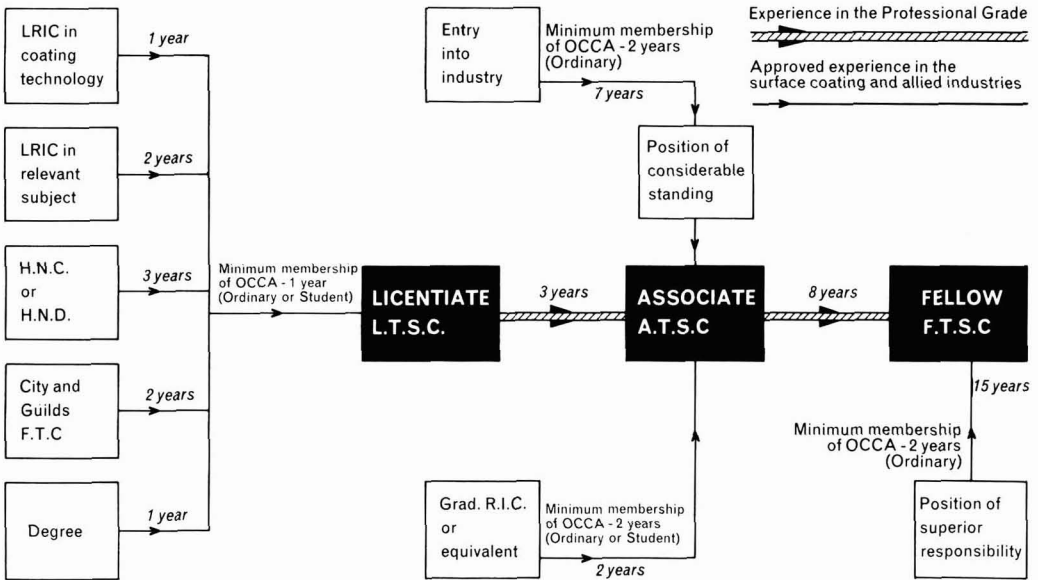 LRIC in
coating
technology
1 year
LRIC in
relevant
subject
2 years
H.N.C.
or
H.N.D.
3 years
City and
Guilds
F.T.C
2 years
Degree
1 year
Minimum membership
of OCCA - 1 year
(Ordinary or Student)
LICENTIATE
L.T.S.C.
3 years
Entry
into
industry
Minimum membership
of OCCA - 2 years
(Ordinary)
7 years
Position of
considerable
standing
ASSOCIATE
A.T.S.C
Grad. R.I.C.
or
equivalent
Minimum membership
of OCCA - 2 years
(Ordinary or Student)
2 years
8 years
FELLOW
F.T.S.C
15 years
Minimum membership
of OCCA - 2 years
(Ordinary)
Position of
superior
responsibility
Experience in the Professional Grade
Approved experience in the
surface coating and allied industries